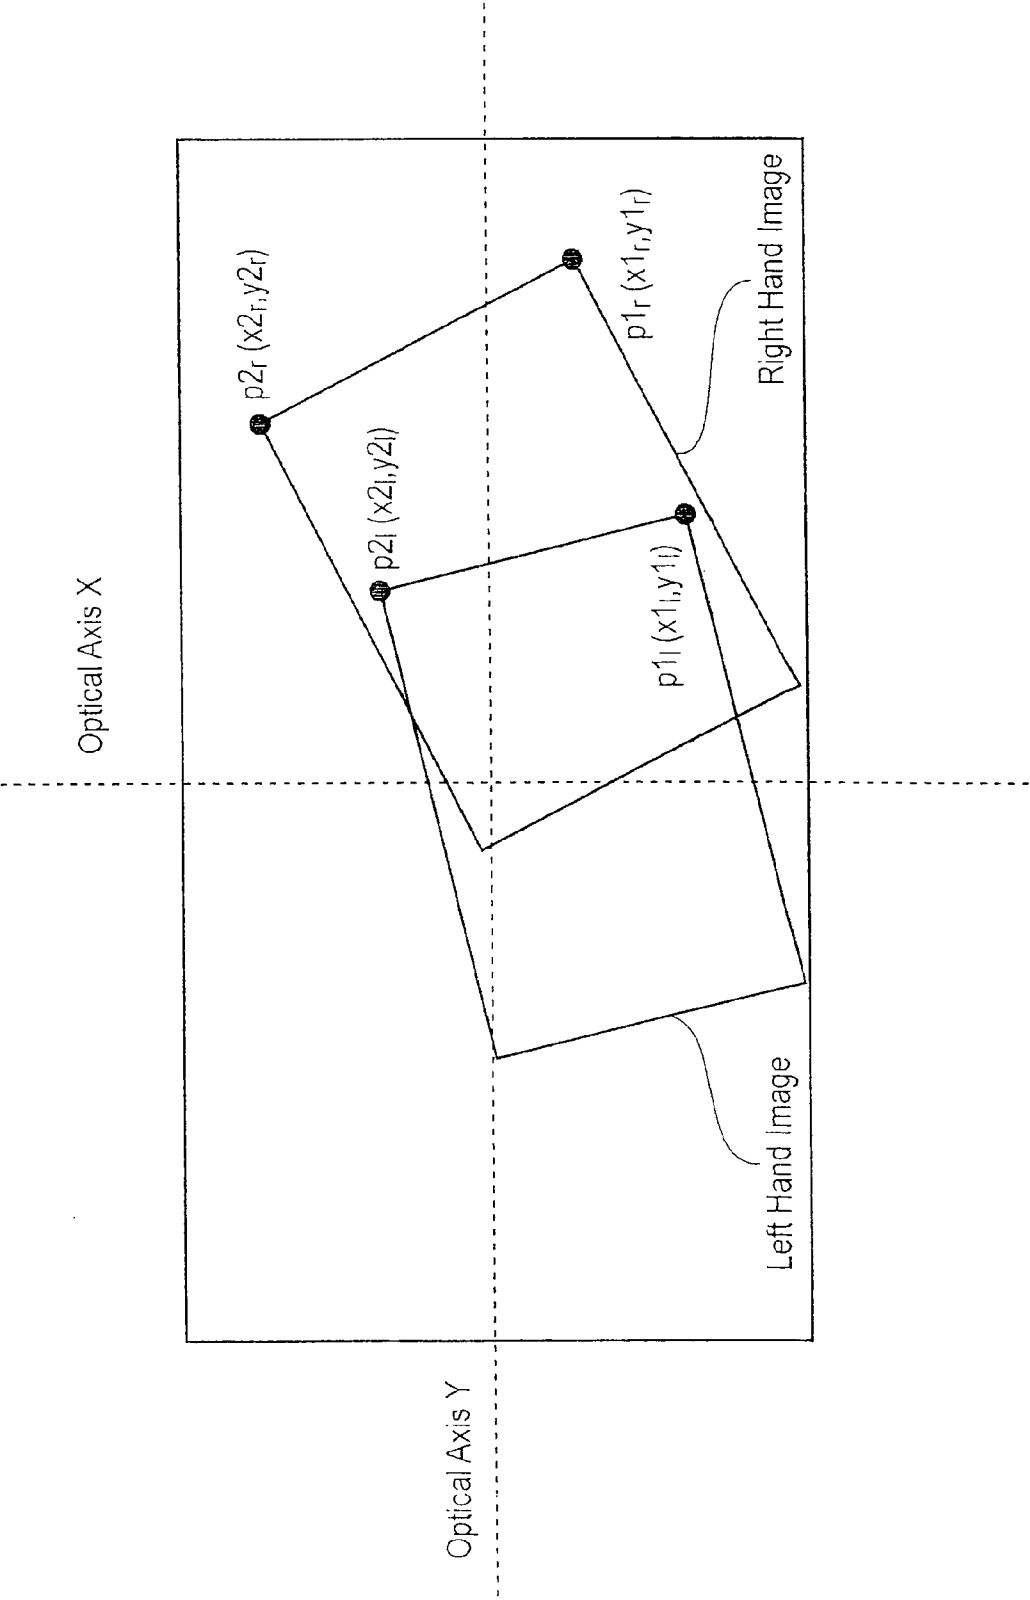 Optical Axis X
p2r (x2r,y2r)
p2l (x2l,y2l)
p1r (x1r,y1r)
p1l (x1l,y1l)
Optical Axis Y
Left Hand Image
Right Hand Image